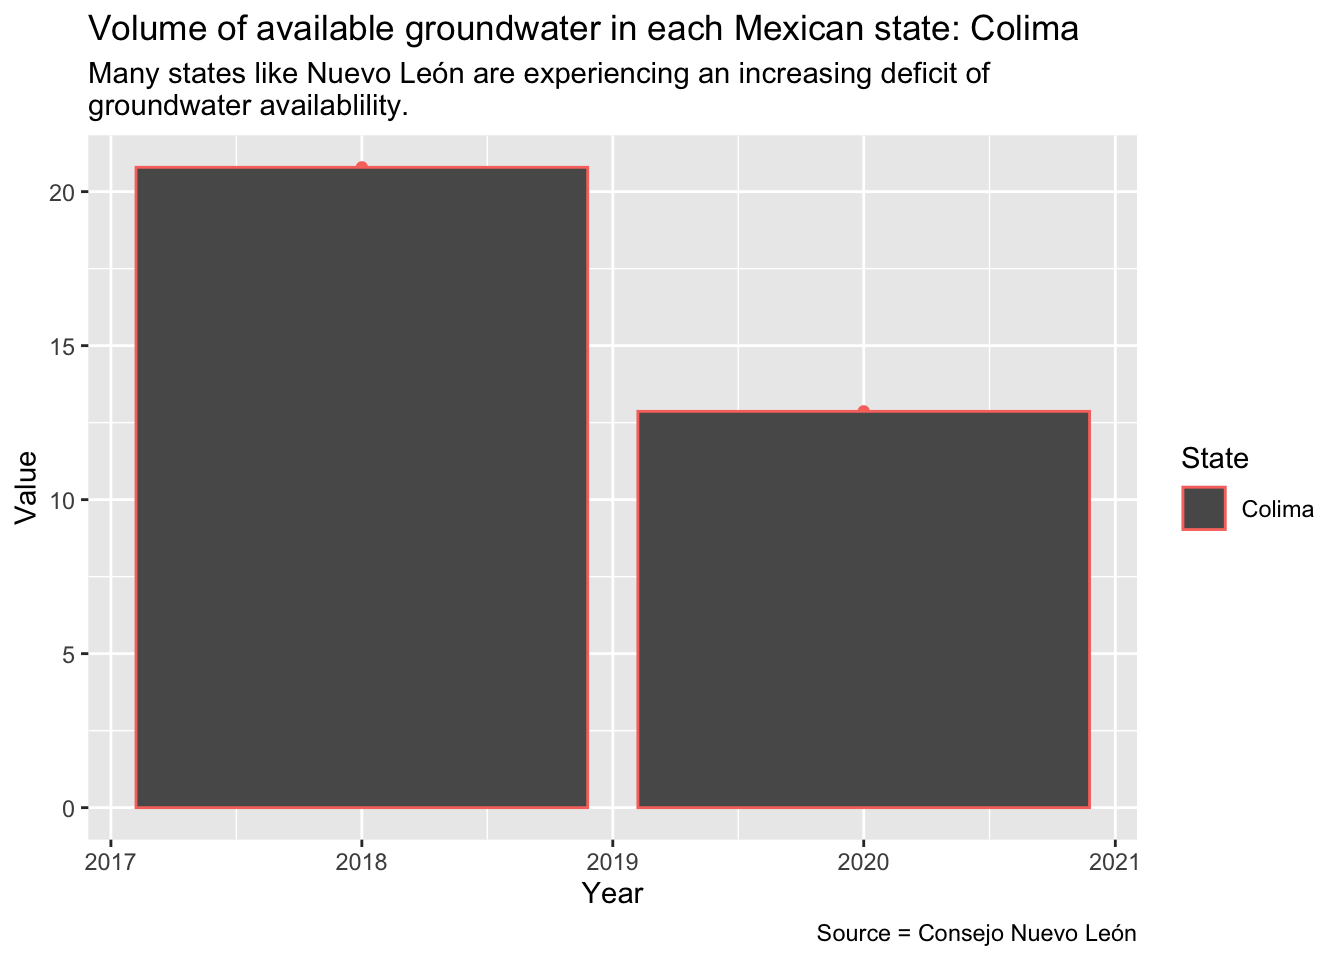 Volume of available groundwater in each Mexican state: Colima
Many states like Nuevo León are experiencing an increasing deficit of
groundwater availablility.
20
15
10
5
0
Value
2017 2018 2019 2020 2021
Year
State
Colima
Source = Consejo Nuevo León